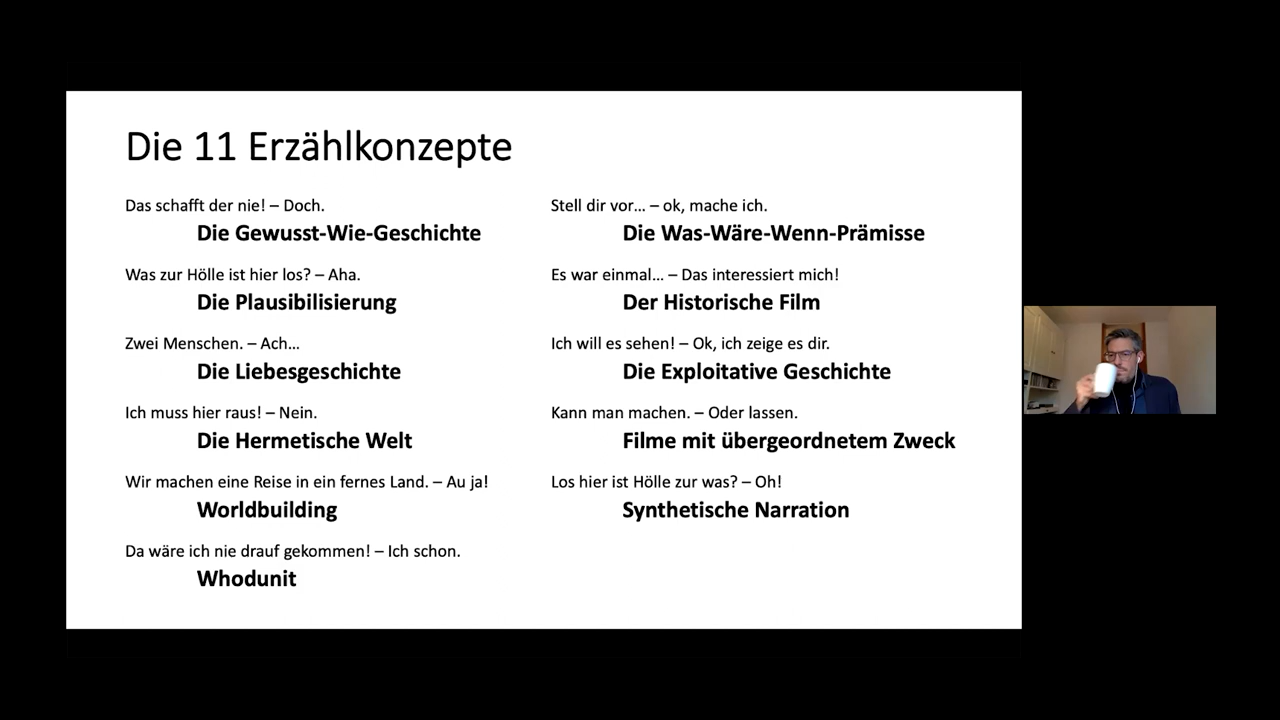 Die 11 Erzählkonzepte
Das schafft der nie! – Doch.
Die Gewusst-Wie-Geschichte
Was zur Hölle ist hier los? – Aha.
Die Plausibilisierung
Zwei Menschen. – Ach...
Die Liebesgeschichte
Ich muss hier raus! – Nein.
Die Hermetische Welt
Wir machen eine Reise in ein fernes Land. – Au ja!
Worldbuilding
Da wäre ich nie drauf gekommen! – Ich schon.
Whodunit
Stell dir vor... – ok, mache ich.
Die Was-Wäre-Wenn-Prämisse
Es war einmal... – Das interessiert mich!
Der Historische Film
Ich will es sehen! – Ok, ich zeige es dir.
Die Exploitative Geschichte
Kann man machen. – Oder lassen.
Filme mit übergeordnetem Zweck
Los hier ist Hölle zur was? – Oh!
Synthetische Narration